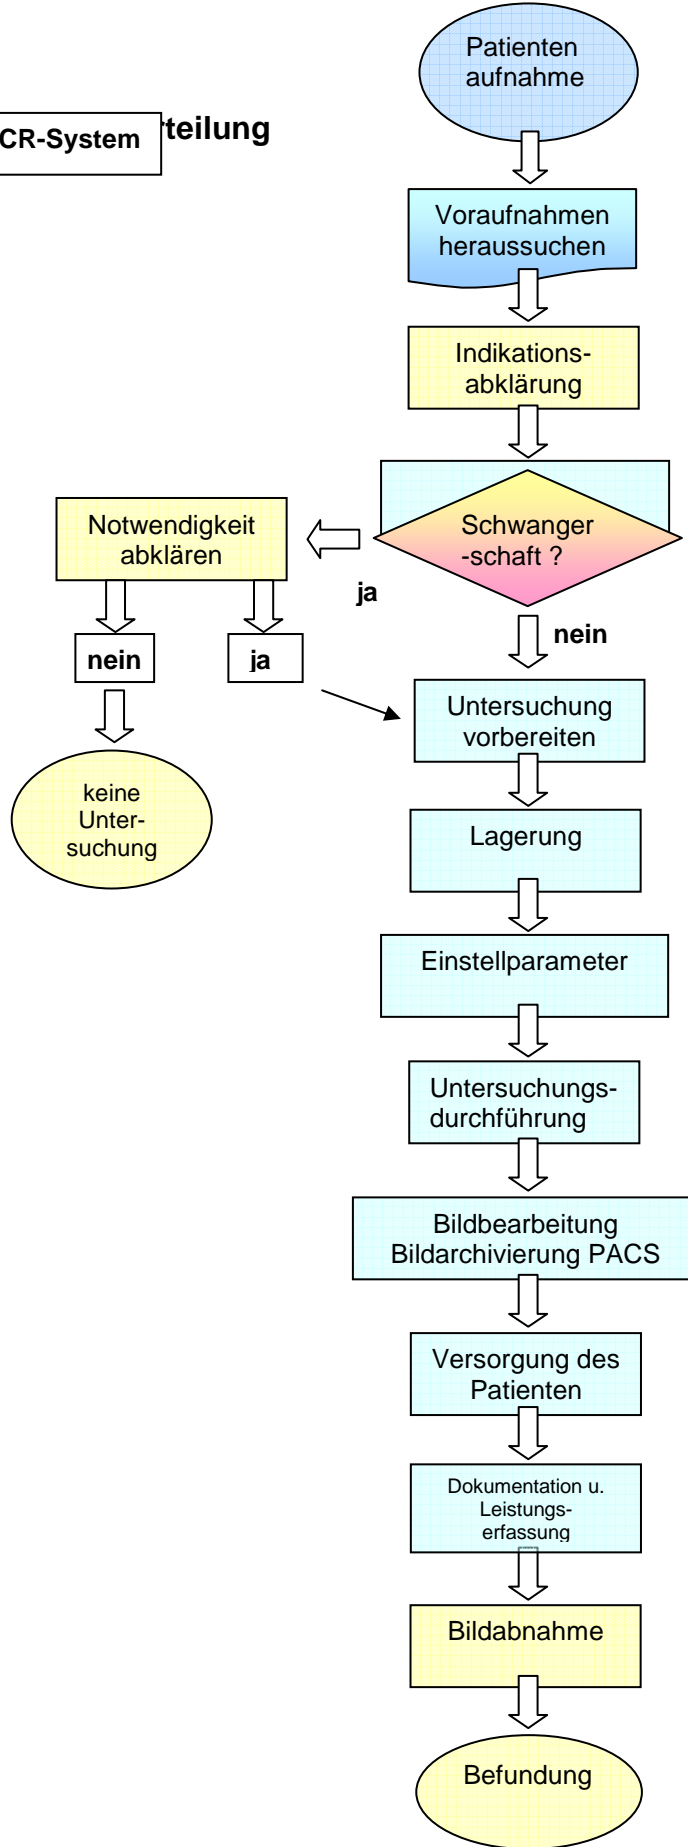 Patienten
aufnahme
CR-System
rteilung
Voraufnahmen
heraussuchen
Indikations-
abklärung
Schwanger
-schaft ?
Notwendigkeit
abklären
ja
nein
nein
ja
Untersuchung
vorbereiten
keine
Unter-
suchung
Lagerung
Einstellparameter
Untersuchungs-
durchführung
Bildbearbeitung
Bildarchivierung PACS
Versorgung des
Patienten
Dokumentation u.
Leistungs-
erfassung
Bildabnahme
Befundung